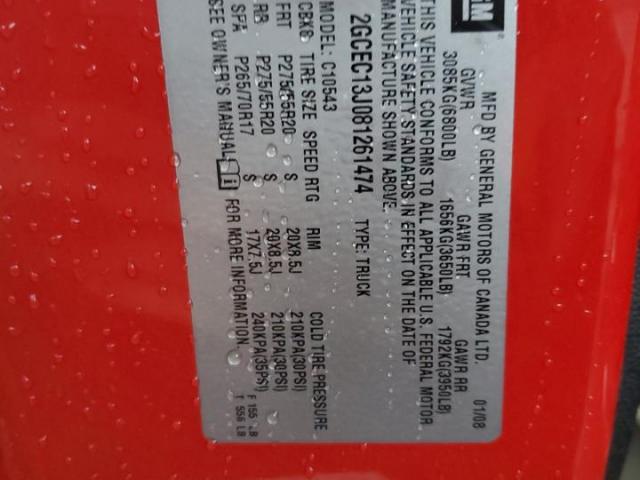 GM
MFD BY GENERAL MOTORS OF CANADA LTD. 01/08
GVWR GAWR FRT GAWR RR
3085KG(6800LB) 1656KG(3650LB) 1792KG(3950LB)
THIS VEHICLE CONFORMS TO ALL APPLICABLE U.S. FEDERAL MOTOR
VEHICLE SAFETY STANDARDS IN EFFECT ON THE DATE OF
MANUFACTURE SHOWN ABOVE.
2GCEC13J081261474 TYPE: TRUCK
MODEL: C10543
TIRE SIZE SPEED RTG RIM COLD TIRE PRESSURE
FRT P275/55R20 S 20X8.5J 210KPA(30PSI)
RR P275/55R20 S 20X8.5J 210KPA(30PSI)
SPA P265/70R17 S 17X7.5J 240KPA(35PSI)
SEE OWNER'S MANUAL FOR MORE INFORMATION.
F 155 LB
T 556 LB